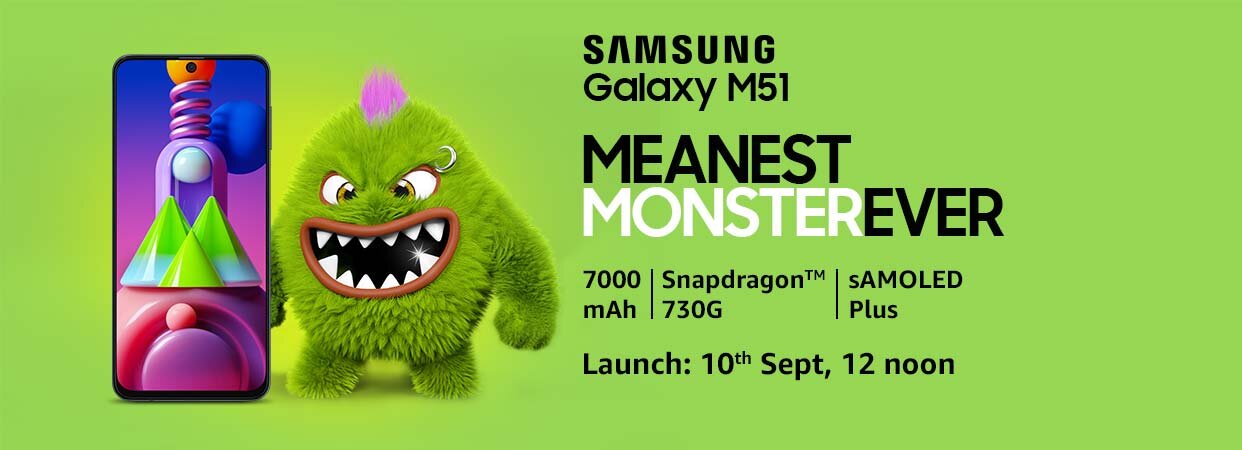 SAMSUNG
Galaxy M51
MEANEST
MONSTEREVER
7000 mAh | Snapdragon™ 730G | sAMOLED Plus
Launch: 10th Sept, 12 noon